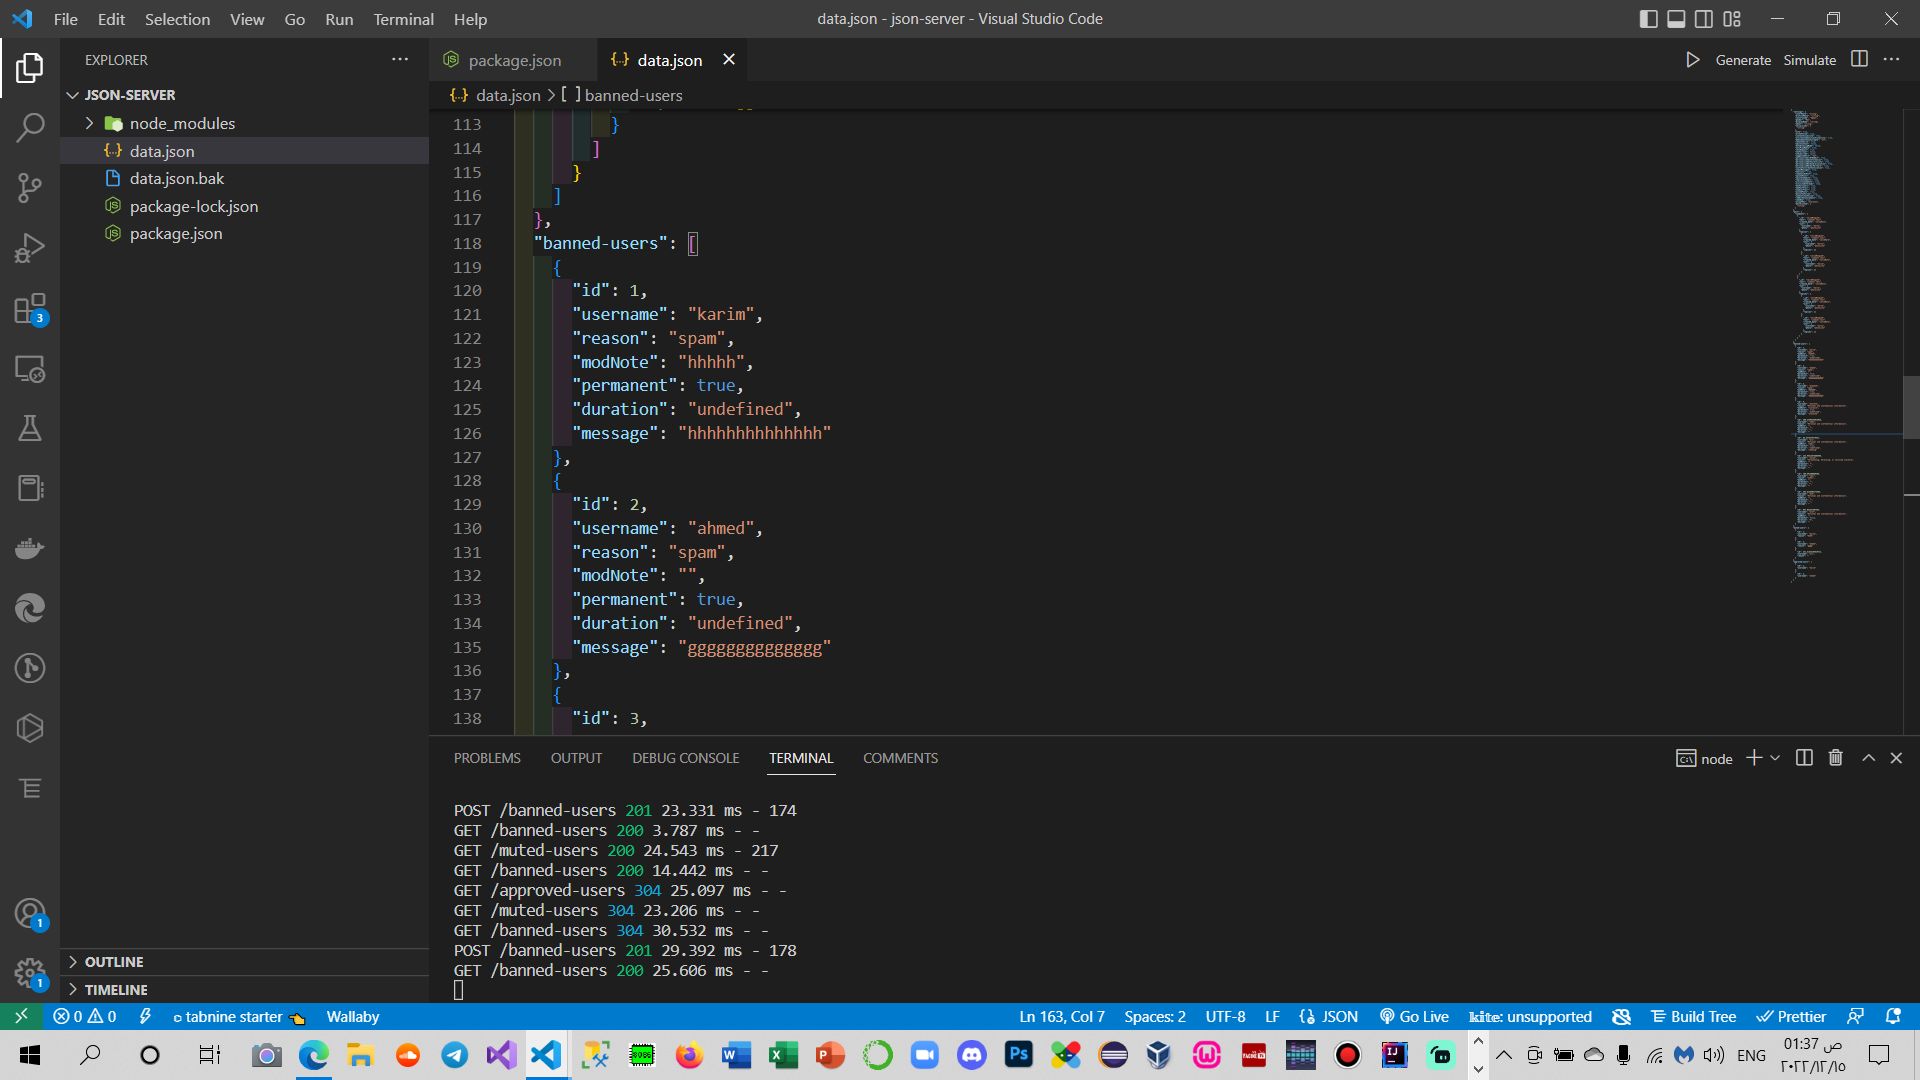 File Edit Selection View Go Run Terminal Help
data.json - json-server - Visual Studio Code
EXPLORER
JSON-SERVER
node_modules
data.json
data.json.bak
package-lock.json
package.json
OUTLINE
TIMELINE
package.json
data.json
Generate Simulate
data.json > [ ] banned-users
113 }
114 ]
115 }
116 ]
117 },
118 "banned-users": [
119 {
120 "id": 1,
121 "username": "karim",
122 "reason": "spam",
123 "modNote": "hhhhh",
124 "permanent": true,
125 "duration": "undefined",
126 "message": "hhhhhhhhhhhhhh"
127 },
128 {
129 "id": 2,
130 "username": "ahmed",
131 "reason": "spam",
132 "modNote": "",
133 "permanent": true,
134 "duration": "undefined",
135 "message": "gggggggggggggg"
136 },
137 {
138 "id": 3,
PROBLEMS OUTPUT DEBUG CONSOLE TERMINAL COMMENTS
node
POST /banned-users 201 23.331 ms - 174
GET /banned-users 200 3.787 ms - -
GET /muted-users 200 24.543 ms - 217
GET /banned-users 200 14.442 ms - -
GET /approved-users 304 25.097 ms - -
GET /muted-users 304 23.206 ms - -
GET /banned-users 304 30.532 ms - -
POST /banned-users 201 29.392 ms - 178
GET /banned-users 200 25.606 ms - -
0 0 tabnine starter Wallaby
Ln 163, Col 7 Spaces: 2 UTF-8 LF JSON Go Live kite: unsupported Build Tree Prettier
ENG
01:37 ص
٢٠٢٢/١٢/١٥